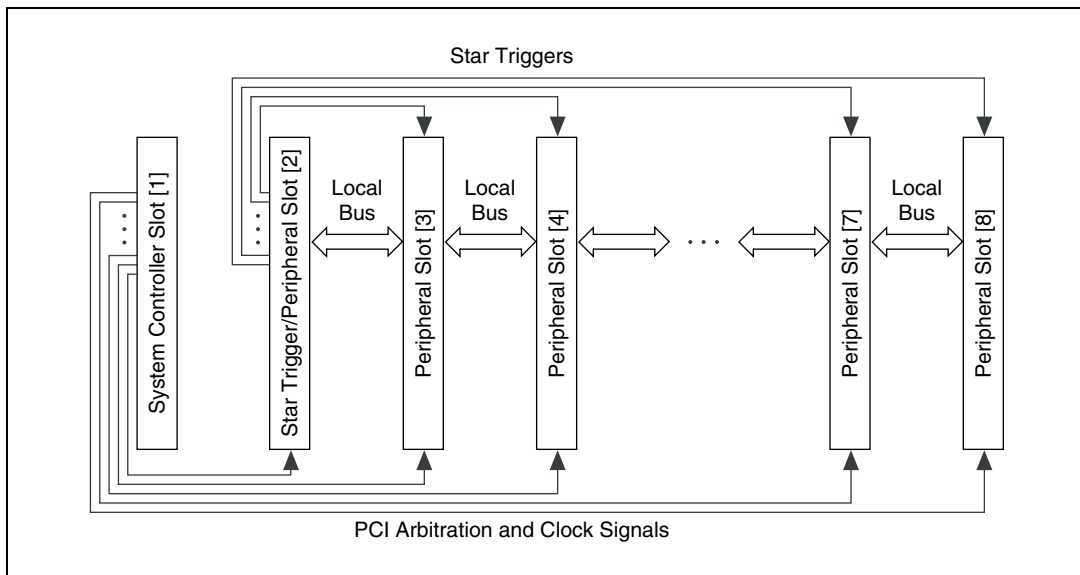 Star Triggers
System Controller Slot [1]
Star Trigger/Peripheral Slot [2]
Local
Bus
Peripheral Slot [3]
Local
Bus
Peripheral Slot [4]
Peripheral Slot [7]
Local
Bus
Peripheral Slot [8]
PCI Arbitration and Clock Signals